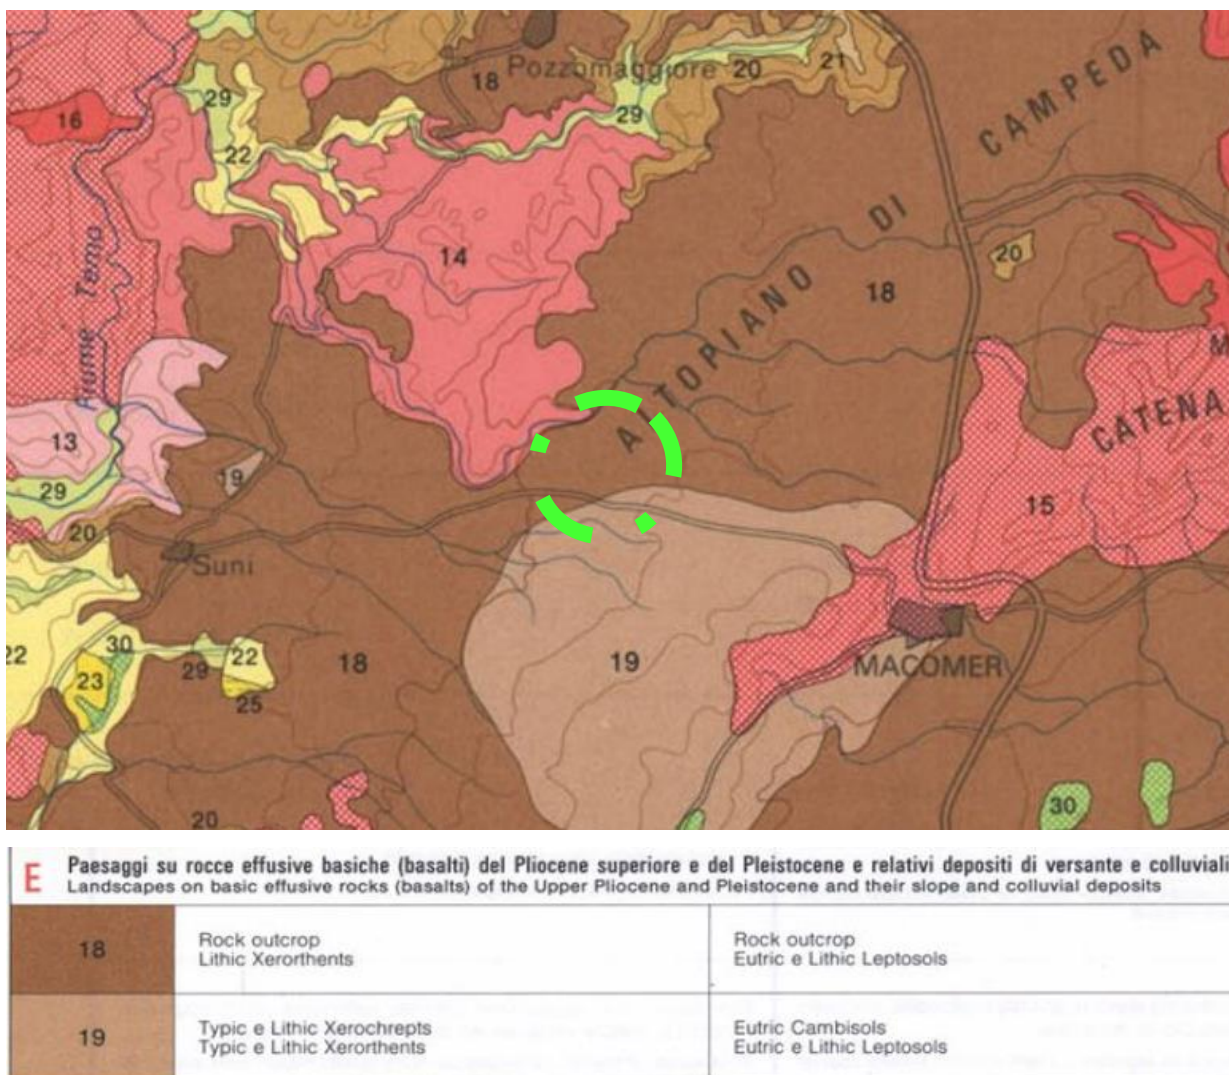 18
Pozzomaggiore
20
21
29
29
16
22
CAMPEDA
DI
14
20
18
ALTOPIANO
Fiume Temo
CATENA
M
13
19
29
15
20
Suni
30
22
29
22
18
19
MACOMER
23
25
30
20
E
Paesaggi su rocce effusive basiche (basalti) del Pliocene superiore e del Pleistocene e relativi depositi di versante e colluviali
Landscapes on basic effusive rocks (basalts) of the Upper Pliocene and Pleistocene and their slope and colluvial deposits
18
Rock outcrop
Lithic Xerorthents
Rock outcrop
Eutric e Lithic Leptosols
19
Typic e Lithic Xerochrepts
Typic e Lithic Xerorthents
Eutric Cambisols
Eutric e Lithic Leptosols